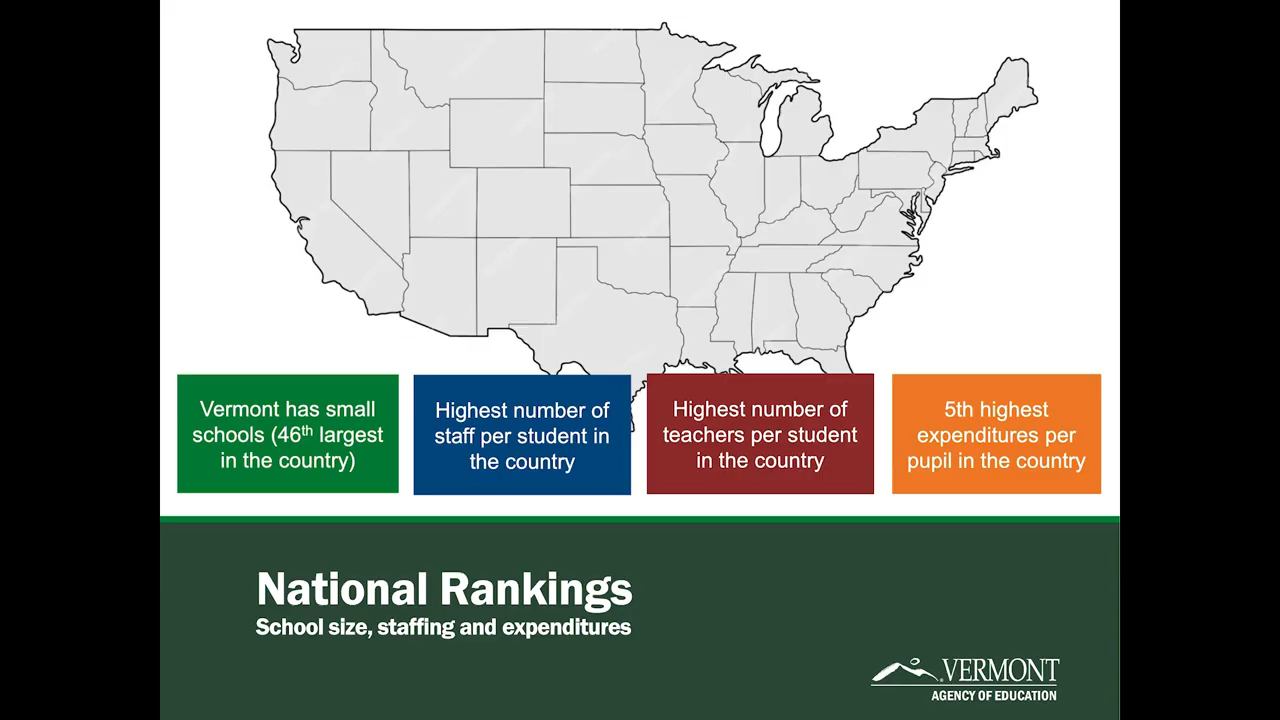 Vermont has small
schools (46th largest
in the country)
Highest number of
staff per student in
the country
Highest number of
teachers per student
in the country
5th highest
expenditures per
pupil in the country
National Rankings
School size, staffing and expenditures
VERMONT
AGENCY OF EDUCATION